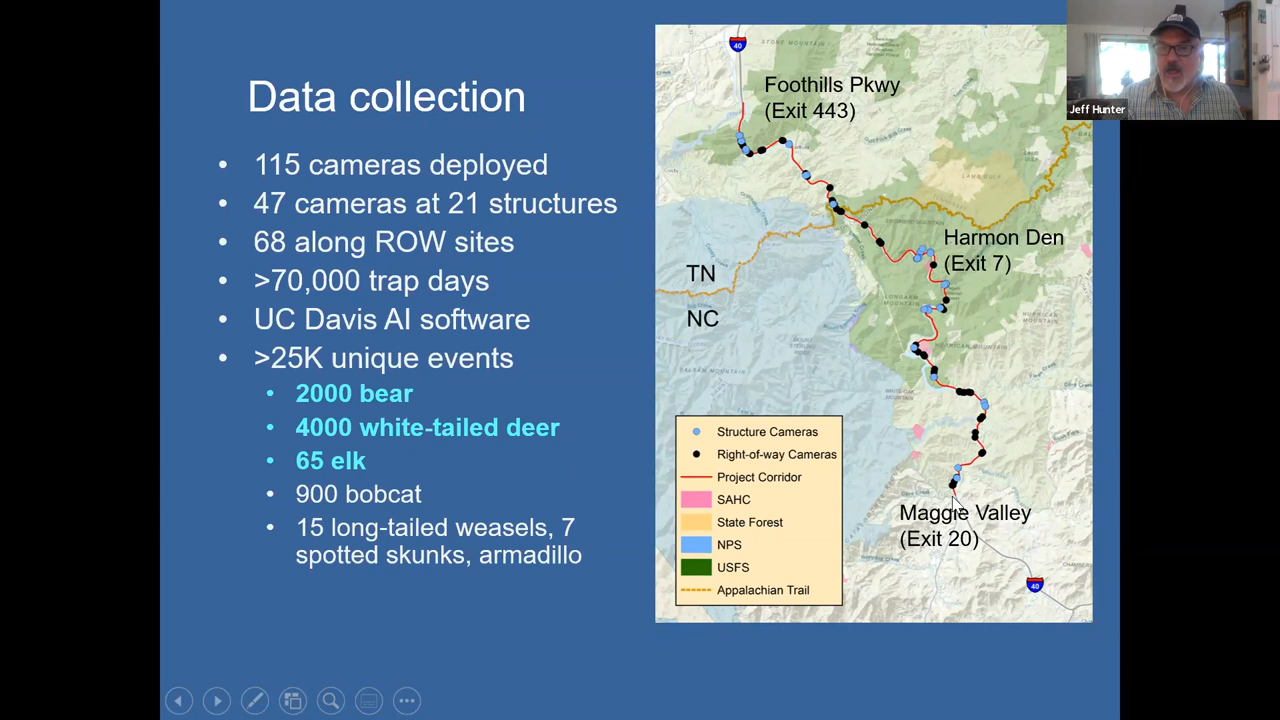 Data collection
• 115 cameras deployed
• 47 cameras at 21 structures
• 68 along ROW sites
• >70,000 trap days
• UC Davis AI software
• >25K unique events
• 2000 bear
• 4000 white-tailed deer
• 65 elk
• 900 bobcat
• 15 long-tailed weasels, 7
spotted skunks, armadillo
40
Foothills Pkwy
(Exit 443)
Harmon Den
(Exit 7)
TN
NC
Maggie Valley
(Exit 20)
40
Structure Cameras
Right-of-way Cameras
Project Corridor
SAHC
State Forest
NPS
USFS
Appalachian Trail
Jeff Hunter